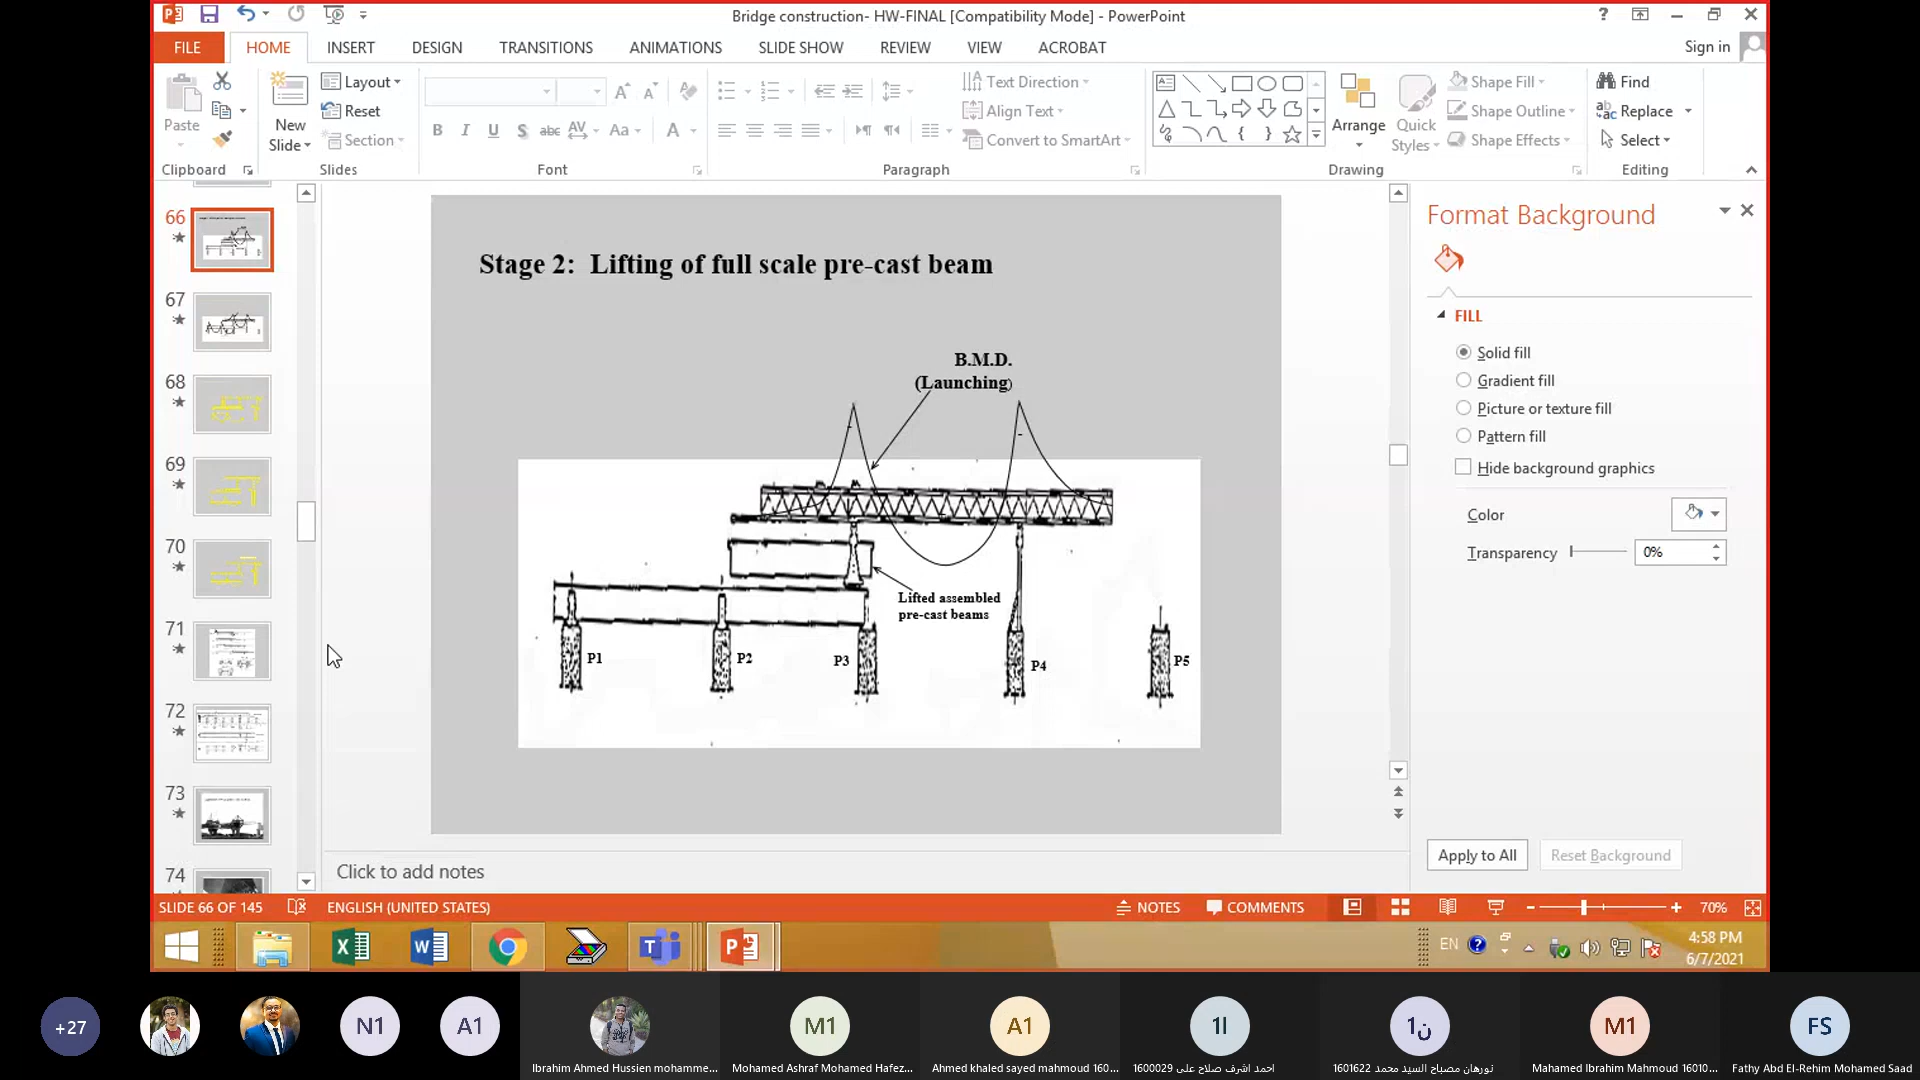 Bridge construction- HW-FINAL [Compatibility Mode] - PowerPoint
?
FILE HOME INSERT DESIGN TRANSITIONS ANIMATIONS SLIDE SHOW REVIEW VIEW ACROBAT
Sign in
Paste
Clipboard
New Slide
Layout
Reset
Section
Slides
B I U S abc AV Aa A
Font
Text Direction
Align Text
Convert to SmartArt
Paragraph
Arrange
Quick Styles
Shape Fill
Shape Outline
Shape Effects
Drawing
Find
Replace
Select
Editing
66
67
68
69
70
71
72
73
74
Stage 2: Lifting of full scale pre-cast beam
B.M.D.
(Launching)
Lifted assembled
pre-cast beams
P1
P2
P3
P4
P5
Click to add notes
Format Background
FILL
Solid fill
Gradient fill
Picture or texture fill
Pattern fill
Hide background graphics
Color
Transparency 0%
Apply to All
Reset Background
SLIDE 66 OF 145 ENGLISH (UNITED STATES) NOTES COMMENTS 70%
EN
4:58 PM
6/7/2021
+27
N1
A1
M1
A1
1ا
ن1
M1
FS
Ibrahim Ahmed Hussien mohamme...
Mohamed Ashraf Mohamed Hafez...
Ahmed khaled sayed mahmoud 160...
احمد اشرف صلاح على 1600029
نورهان مصباح السيد محمد 1601622
Mahamed Ibrahim Mahmoud 16010...
Fathy Abd El-Rehim Mohamed Saad